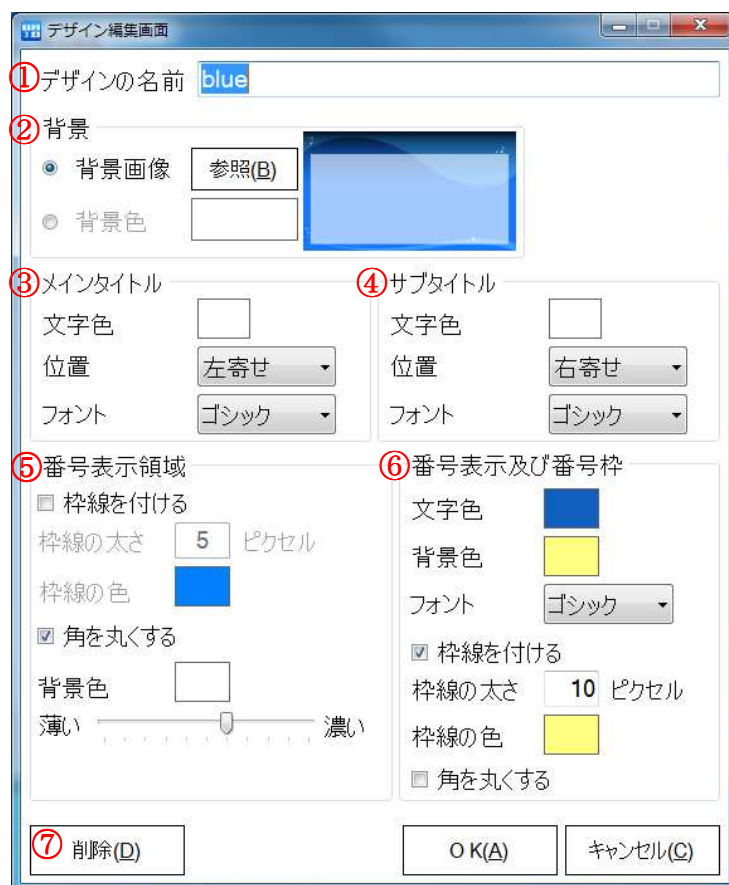 デザイン編集画面
①デザインの名前 blue
②背景
背景画像 参照(B)
背景色
③メインタイトル
文字色
位置 左寄せ
フォント ゴシック
④サブタイトル
文字色
位置 右寄せ
フォント ゴシック
⑤番号表示領域
枠線を付ける
枠線の太さ 5 ピクセル
枠線の色
角を丸くする
背景色
薄い 濃い
⑥番号表示及び番号枠
文字色
背景色
フォント ゴシック
枠線を付ける
枠線の太さ 10 ピクセル
枠線の色
角を丸くする
⑦ 削除(D) O K(A) キャンセル(C)